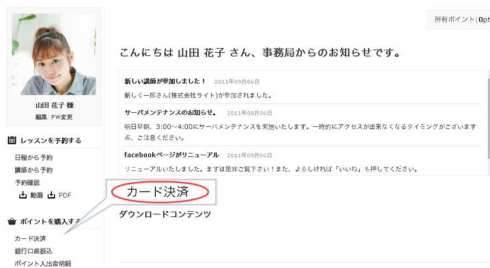 所有ポイント:0pt
こんにちは 山田 花子 さん、事務局からのお知らせです。
新しい講師が参加しました! 2011年09月06日
新しく一郎さん(株式会社ライト)が参加されました。
サーバメンテナンスのお知らせ。 2011年08月06日
明日早朝、3:00~4:00にサーバメンテナンスを実施いたします。一時的にアクセスが出来なくなるタイミングがございます
点、ご注意ください。
facebookページがリニューアル 2011年08月06日
リニューアルいたしました。まずは是非ご覧下さい!また、よろしければ「いいね」も押してください。
山田 花子 様
編集 PW変更
レッスンを予約する
日程から予約
講師から予約
予約確認
動画 PDF
カード決済
ダウンロードコンテンツ
ポイントを購入する
カード決済
銀行口座振込
ポイント入出金明細